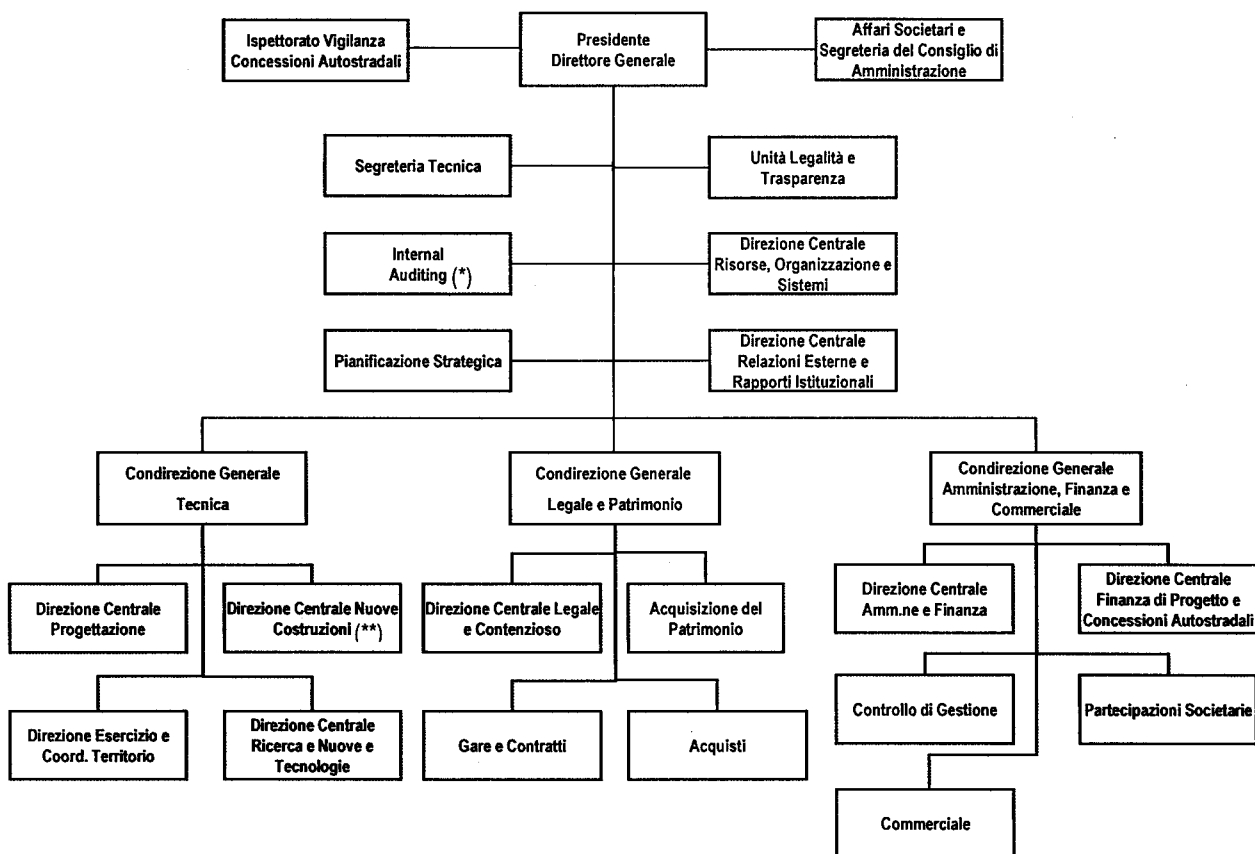 Ispettorato Vigilanza
Concessioni Autostradali
Presidente
Direttore Generale
Affari Societari e
Segreteria del Consiglio di
Amministrazione
Segreteria Tecnica
Unità Legalità e
Trasparenza
Internal
Auditing (*)
Direzione Centrale
Risorse, Organizzazione e
Sistemi
Pianificazione Strategica
Direzione Centrale
Relazioni Esterne e
Rapporti Istituzionali
Condirezione Generale
Tecnica
Condirezione Generale
Legale e Patrimonio
Condirezione Generale
Amministrazione, Finanza e
Commerciale
Direzione Centrale
Progettazione
Direzione Centrale Nuove
Costruzioni (**)
Direzione Centrale Legale
e Contenzioso
Acquisizione del
Patrimonio
Direzione Centrale
Amm.ne e Finanza
Direzione Centrale
Finanza di Progetto e
Concessioni Autostradali
Direzione Esercizio e
Coord. Territorio
Direzione Centrale
Ricerca e Nuove e
Tecnologie
Gare e Contratti
Acquisti
Controllo di Gestione
Partecipazioni Societarie
Commerciale